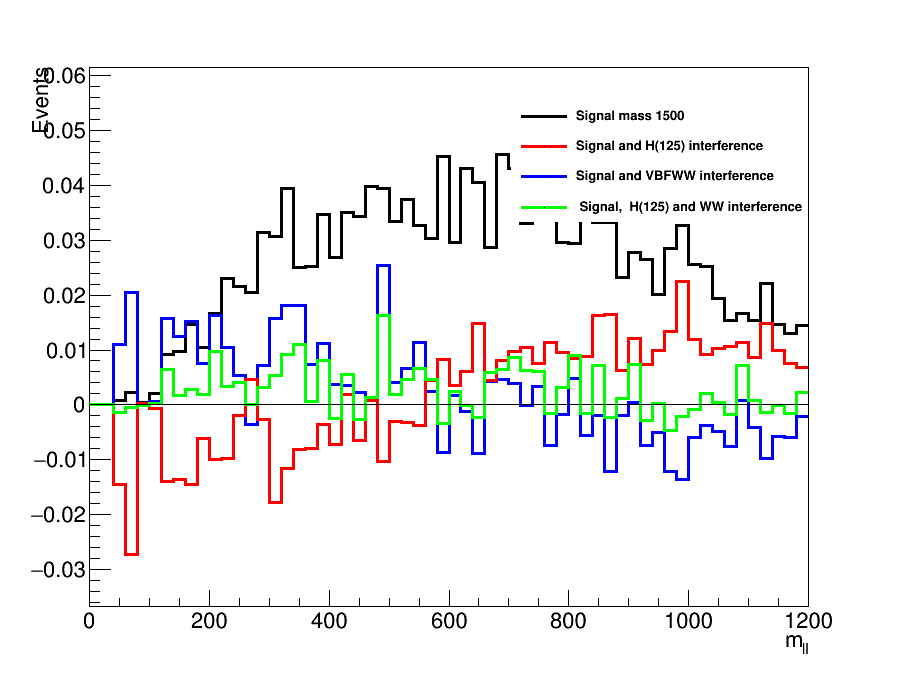 Events
0.06
0.05
0.04
0.03
0.02
0.01
0
−0.01
−0.02
−0.03
Signal mass 1500
Signal and H(125) interference
Signal and VBFWW interference
Signal, H(125) and WW interference
0 200 400 600 800 1000 1200
m_ll